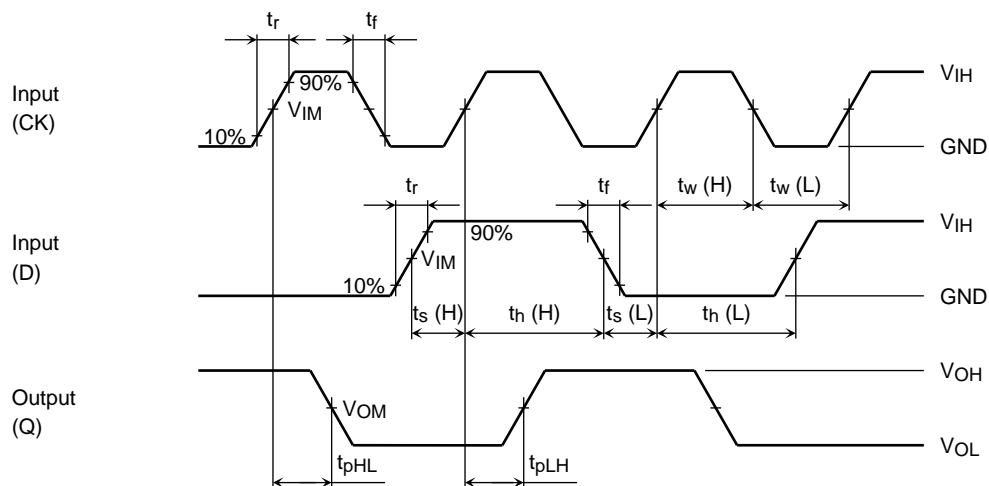 tr
tf
Input
(CK)
90%
VIM
10%
VIH
GND
tr
tf
tw (H)
tw (L)
Input
(D)
90%
VIM
10%
VIH
GND
ts (H)
th (H)
ts (L)
th (L)
Output
(Q)
VOM
VOH
VOL
tpHL
tpLH